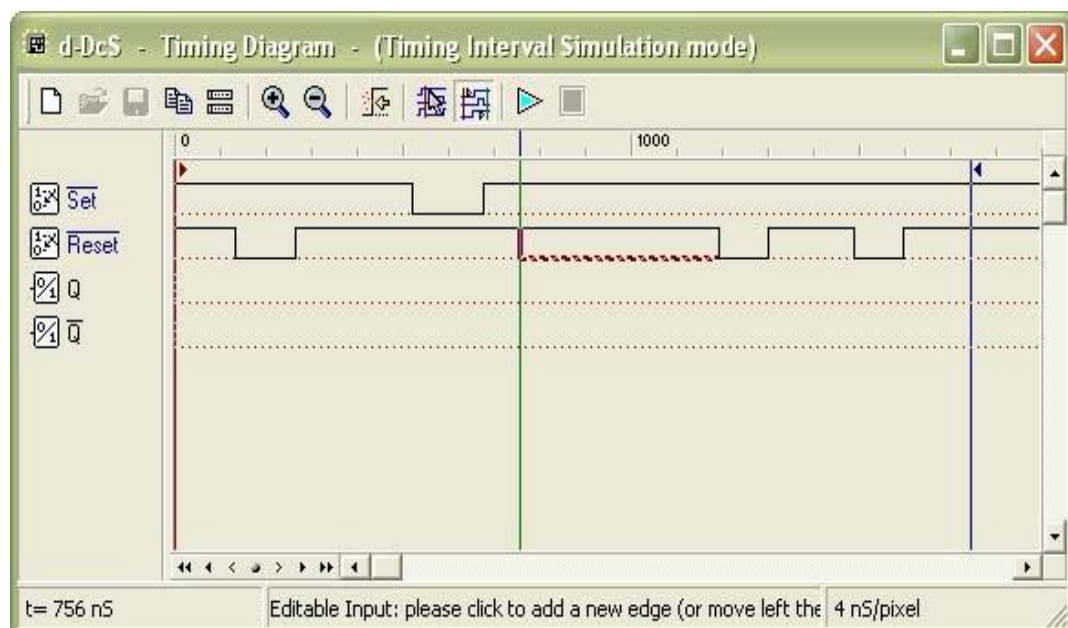 d-DcS - Timing Diagram - (Timing Interval Simulation mode)
0 1000
Set
Reset
Q
Q
t= 756 nS Editable Input: please click to add a new edge (or move left the 4 nS/pixel